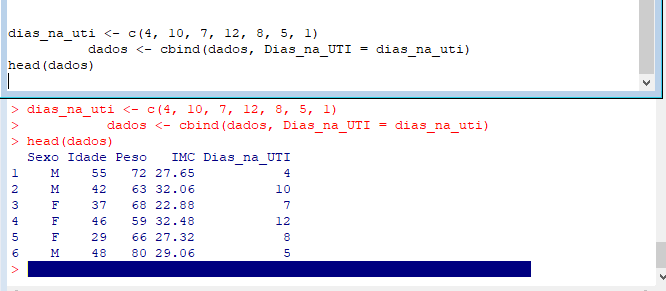 dias_na_uti <- c(4, 10, 7, 12, 8, 5, 1)
dados <- cbind(dados, Dias_na_UTI = dias_na_uti)
head(dados)
> dias_na_uti <- c(4, 10, 7, 12, 8, 5, 1)
> dados <- cbind(dados, Dias_na_UTI = dias_na_uti)
> head(dados)
Sexo Idade Peso IMC Dias_na_UTI
1 M 55 72 27.65 4
2 M 42 63 32.06 10
3 F 37 68 22.88 7
4 F 46 59 32.48 12
5 F 29 66 27.32 8
6 M 48 80 29.06 5
>